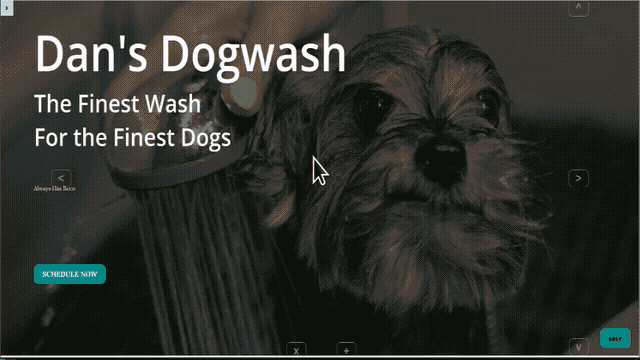 ›
^
Dan's Dogwash
The Finest Wash
For the Finest Dogs
<
>
Always Has Been
SCHEDULE NOW
save
X
+
v